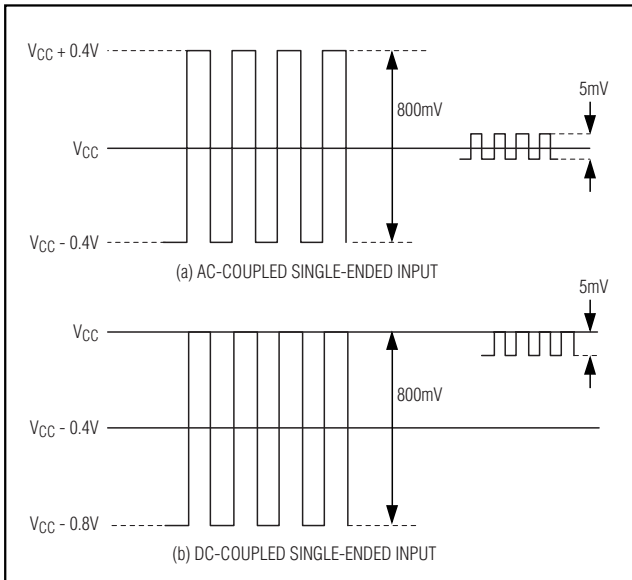 VCC + 0.4V
5mV
800mV
VCC
VCC - 0.4V
(a) AC-COUPLED SINGLE-ENDED INPUT
5mV
VCC
800mV
VCC - 0.4V
VCC - 0.8V
(b) DC-COUPLED SINGLE-ENDED INPUT